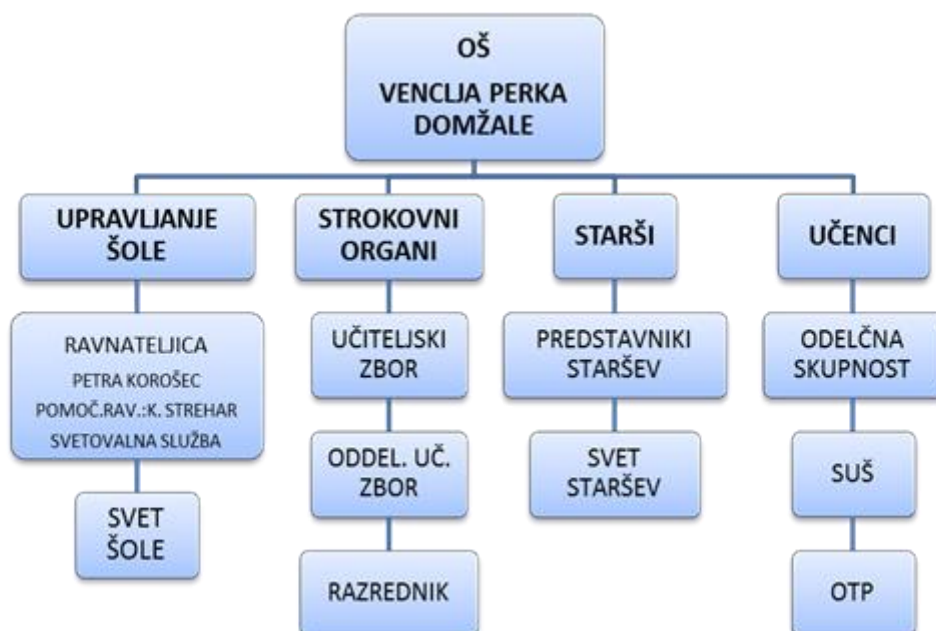 OŠ
VENCLJA PERKA
DOMŽALE
UPRAVLJANJE
ŠOLE
RAVNATELJICA
PETRA KOROŠEC
POMOČ.RAV.:K. STREHAR
SVETOVALNA SLUŽBA
SVET
ŠOLE
STROKOVNI
ORGANI
UČITELJSKI
ZBOR
ODDEL. UČ.
ZBOR
RAZREDNIK
STARŠI
PREDSTAVNIKI
STARŠEV
SVET
STARŠEV
UČENCI
ODELČNA
SKUPNOST
SUŠ
OTP